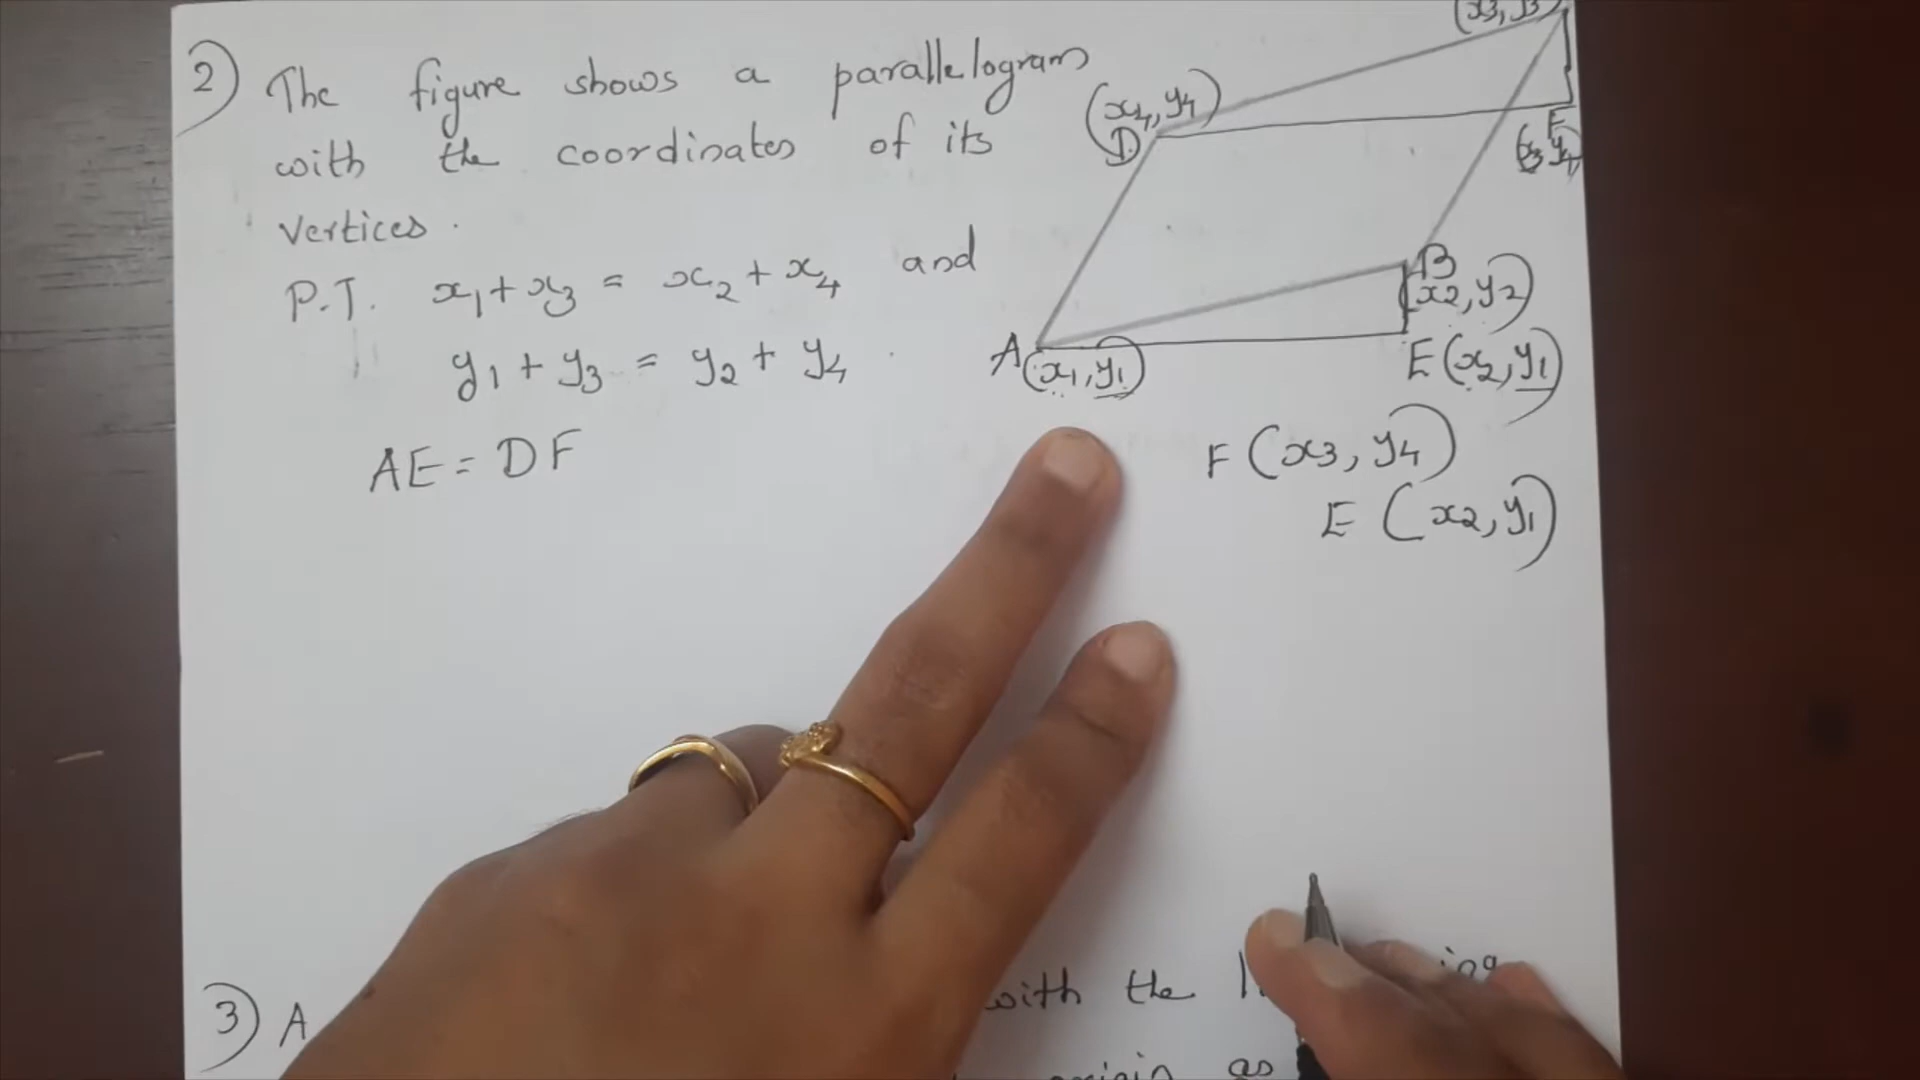 2) The figure shows a parallelogram
with the coordinates of its
vertices.
P.T. x1+x3 = x2+x4 and
y1+y3 = y2+y4.
AE = DF
(x3, y3)
(x4, y4)
D
F
(x3 y4)
B
(x2, y2)
A(x1, y1)
E(x2, y1)
F (x3, y4)
E (x2, y1)
3) A
with the
as